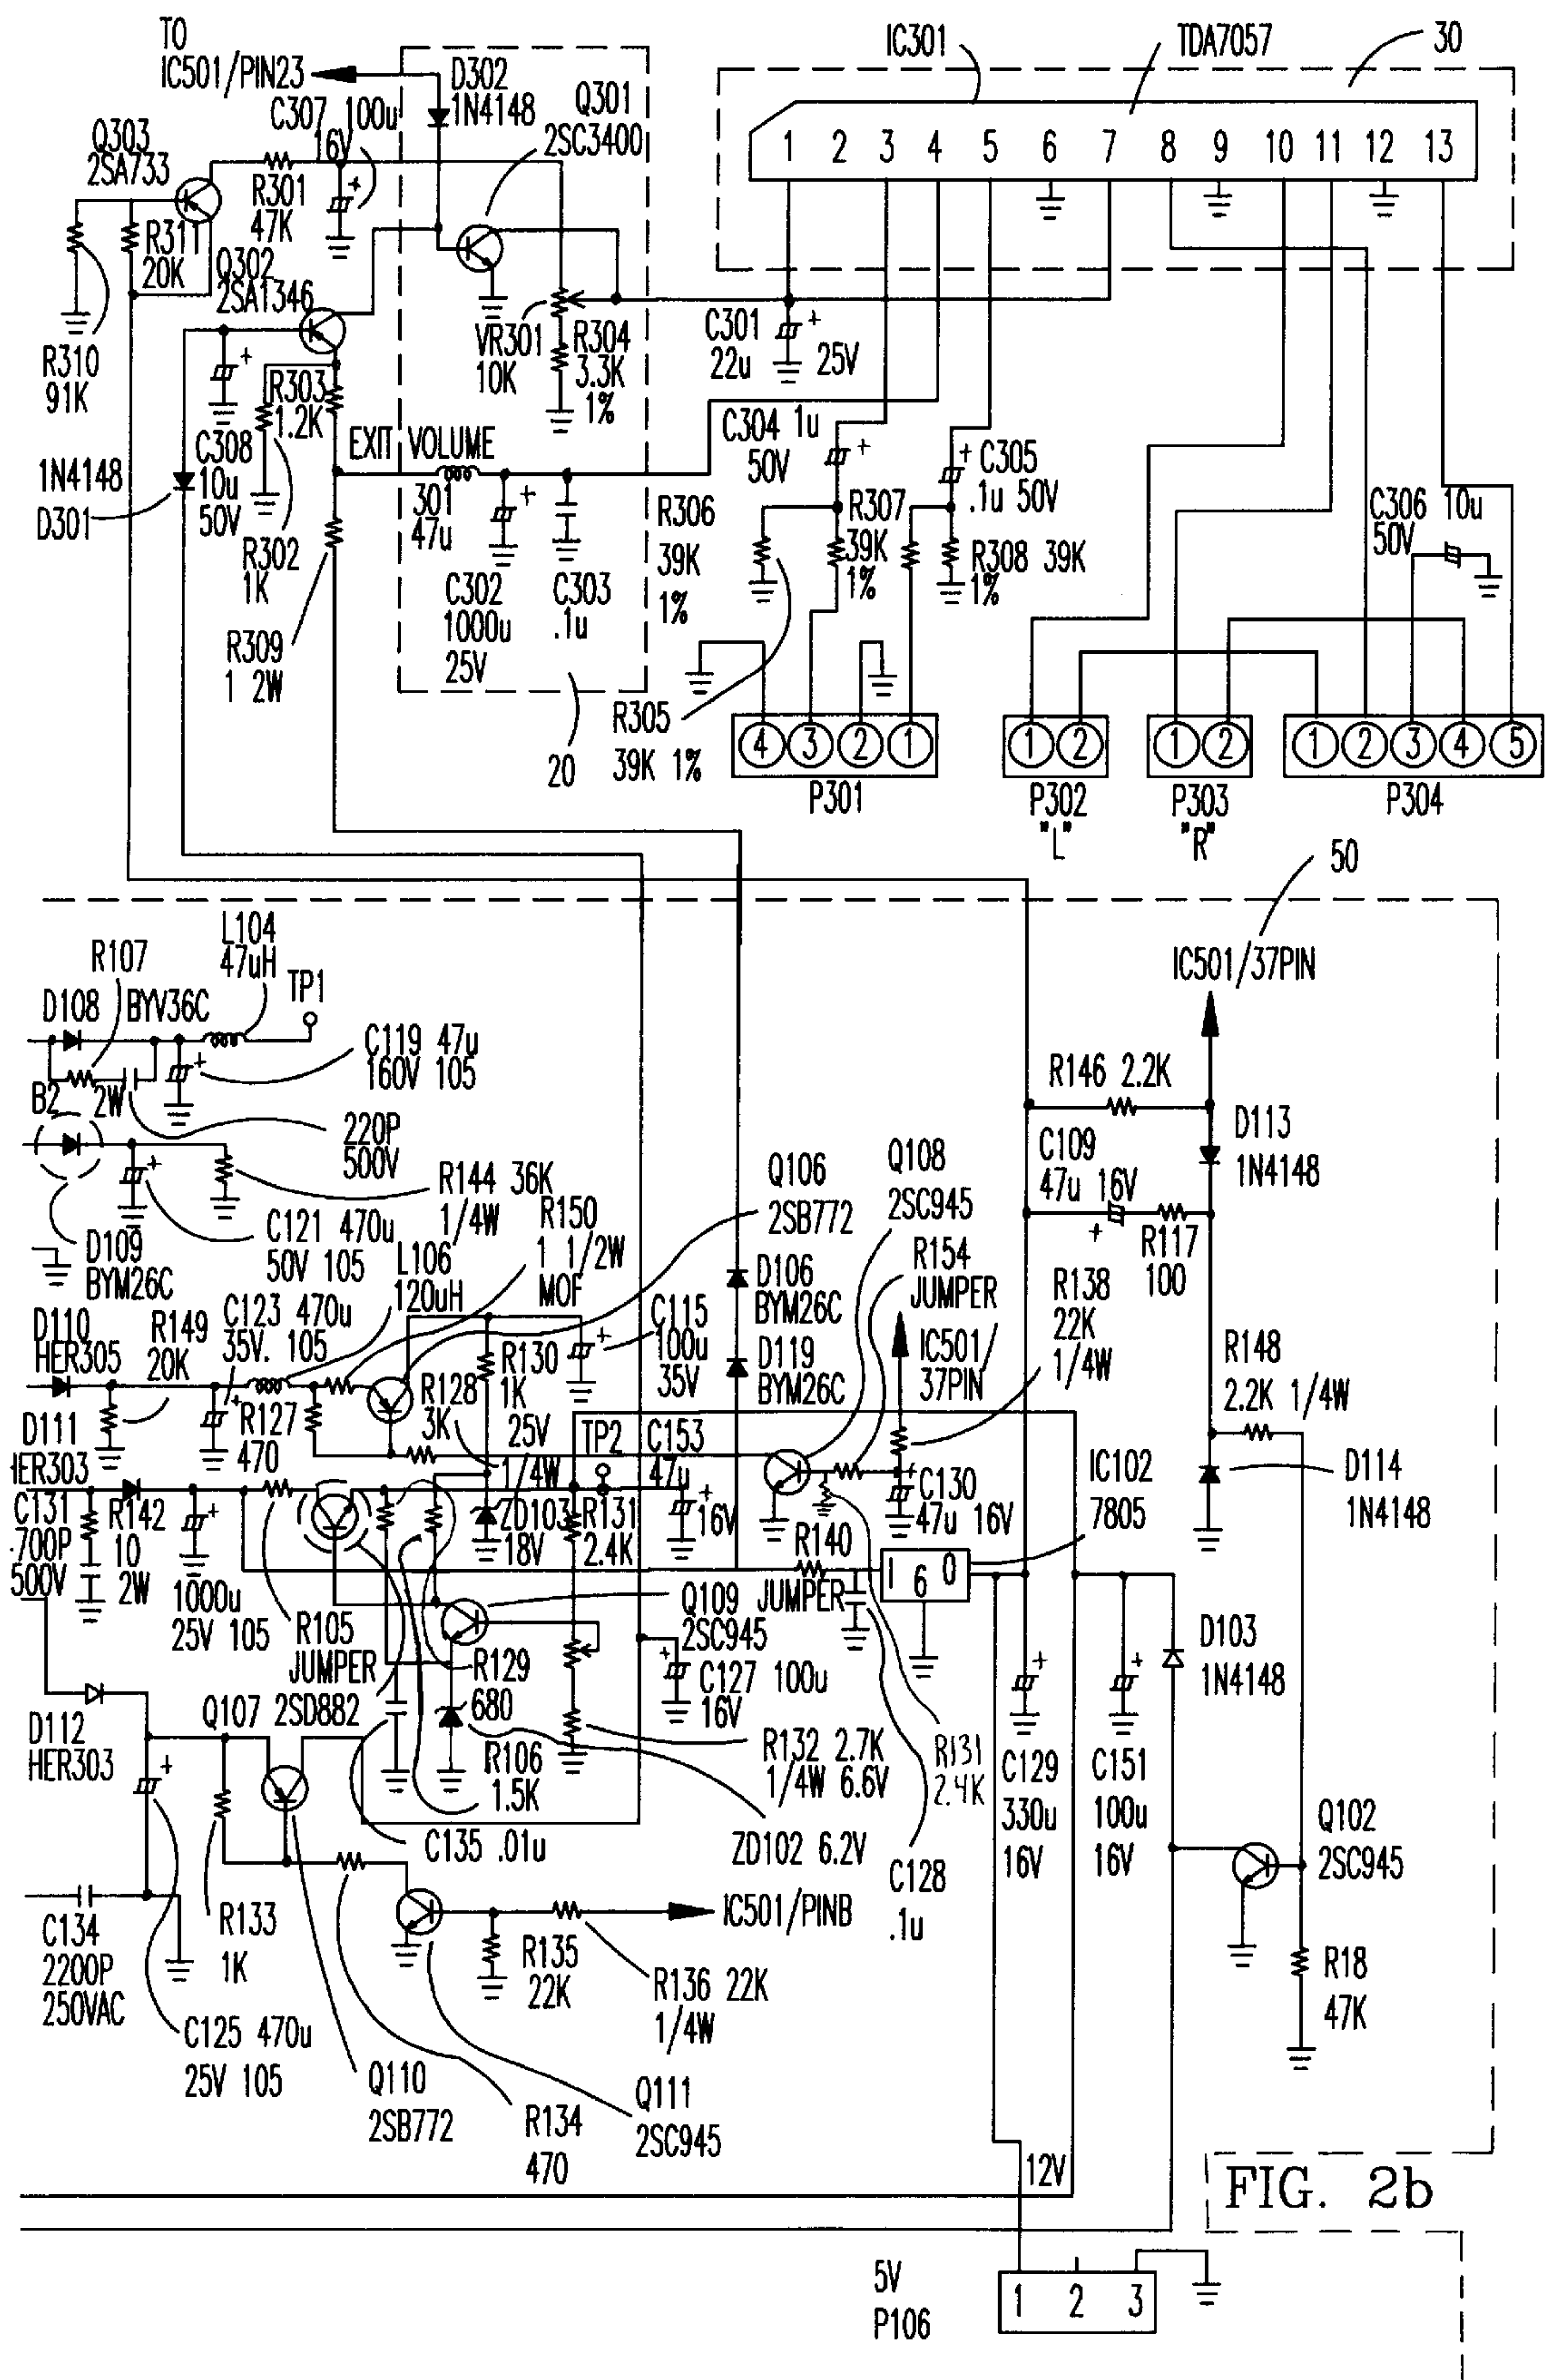 TO
IC501/PIN23
D302
1N4148
Q301
2SC3400
IC301
TDA7057
30
C307 100u
16V
Q303
2SA733
R301
47K
R311
20K
Q302
2SA1346
1 2 3 4 5 6 7 8 9 10 11 12 13
R310
91K
VR301
10K
R304
3.3K
1%
C301
22u 25V
R303
1.2K
EXIT VOLUME
C308
10u
50V
1N4148
D301
R302
1K
R309
1 2W
301
47u
C302
1000u
25V
C303
.1u
C304 1u
50V
C305
.1u 50V
R306
39K
1%
R307
39K
1%
R308 39K
1%
C306 10u
50V
R305
39K 1%
20
4 3 2 1
P301
1 2
P302
"L"
1 2
P303
"R"
1 2 3 4 5
P304
50
IC501/37PIN
L104
47uH
R107
TP1
D108 BYV36C
C119 47u
160V 105
B2 2W
220P
500V
R144 36K
1/4W
C121 470u
50V 105
D109
BYM26C
R150
1 1/2W
MOF
L106
120uH
Q106
2SB772
Q108
2SC945
R146 2.2K
C109
47u 16V
D113
1N4148
R117
100
D106
BYM26C
D119
BYM26C
R154
JUMPER
IC501/
37PIN
R138
22K
1/4W
D110
HER305
R149
20K
C123 470u
35V. 105
C115
100u
35V
R130
1K
R128
3K
25V
1/4W
R127
470
TP2
C153
47u
16V
R148
2.2K 1/4W
D111
HER303
C131
700P
500V
R142
10
2W
1000u
25V 105
R105
JUMPER
ZD103
18V
R131
2.4K
C130
47u 16V
IC102
7805
D114
1N4148
R140
JUMPER
I G O
Q109
2SC945
R129
680
C127 100u
16V
D103
1N4148
D112
HER303
Q107
2SD882
R106
1.5K
R132 2.7K
1/4W 6.6V
R131
2.4K
C129
330u
16V
C151
100u
16V
C135 .01u
ZD102 6.2V
C128
.1u
Q102
2SC945
IC501/PINB
C134
2200P
250VAC
R133
1K
R135
22K
R136 22K
1/4W
R18
47K
C125 470u
25V 105
Q110
2SB772
R134
470
Q111
2SC945
12V
FIG. 2b
5V
P106
1 2 3